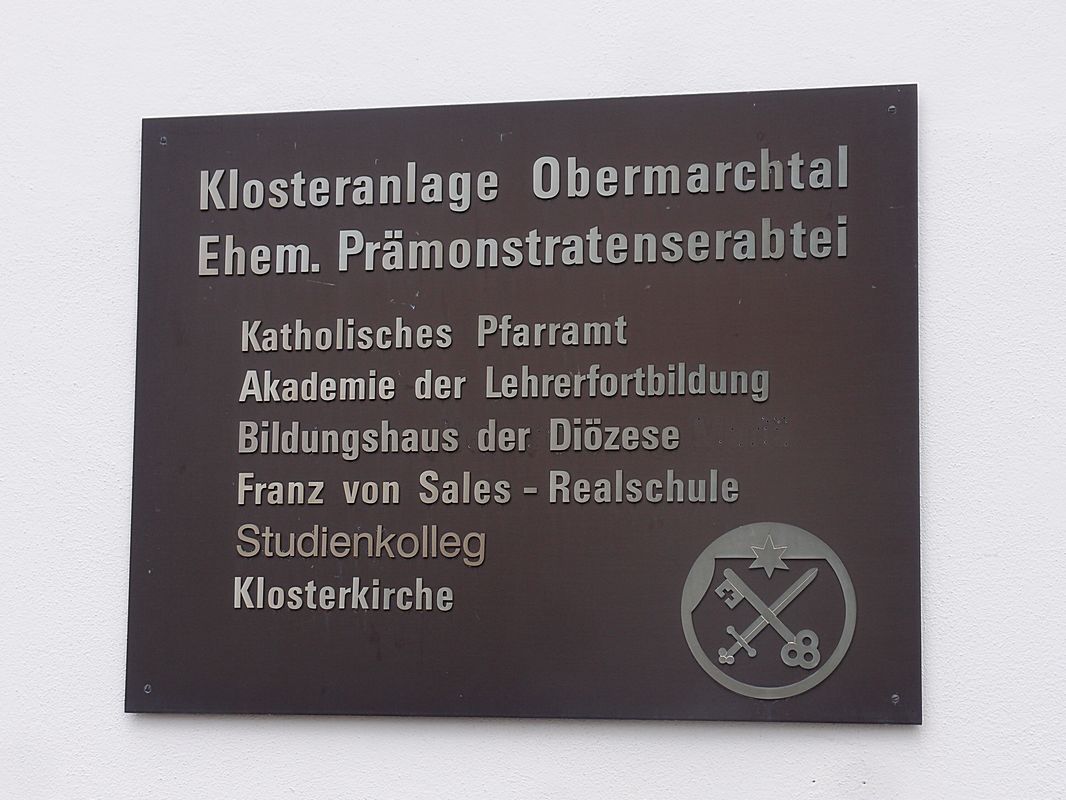 Klosteranlage Obermarchtal
Ehem. Prämonstratenserabtei
Katholisches Pfarramt
Akademie der Lehrerfortbildung
Bildungshaus der Diözese
Franz von Sales - Realschule
Studienkolleg
Klosterkirche